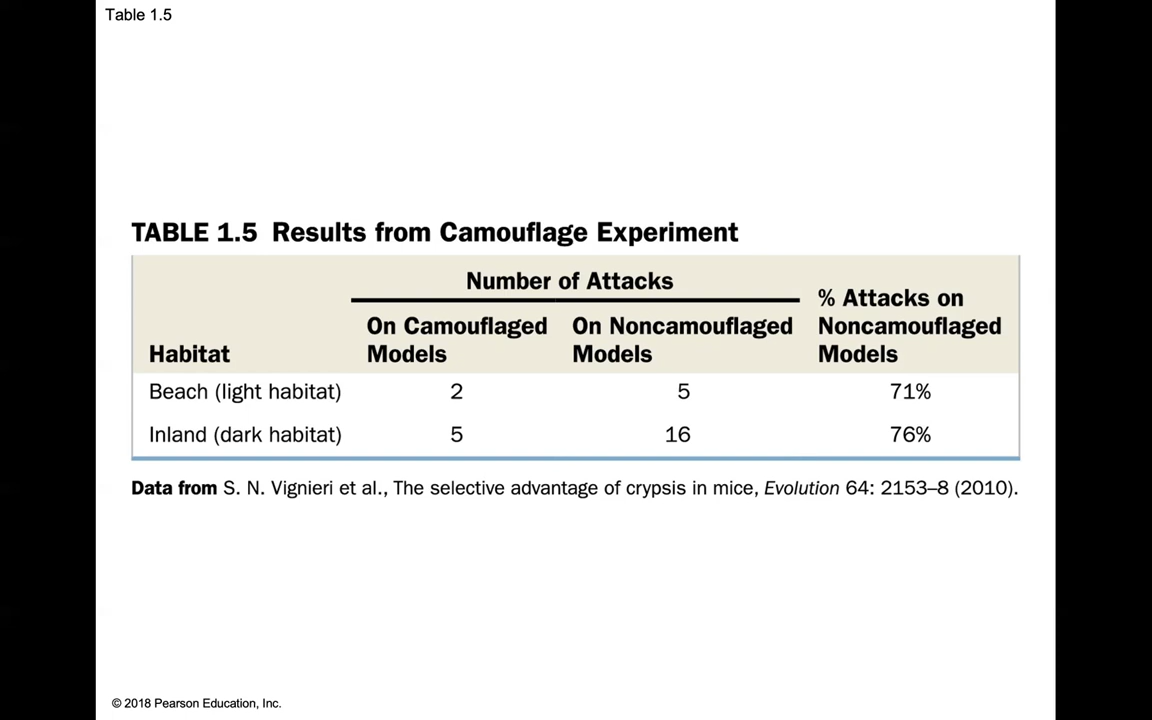 Table 1.5
TABLE 1.5 Results from Camouflage Experiment
Number of Attacks
% Attacks on
On Camouflaged On Noncamouflaged Noncamouflaged
Habitat Models Models Models
Beach (light habitat) 2 5 71%
Inland (dark habitat) 5 16 76%
Data from S. N. Vignieri et al., The selective advantage of crypsis in mice, Evolution 64: 2153–8 (2010).
© 2018 Pearson Education, Inc.